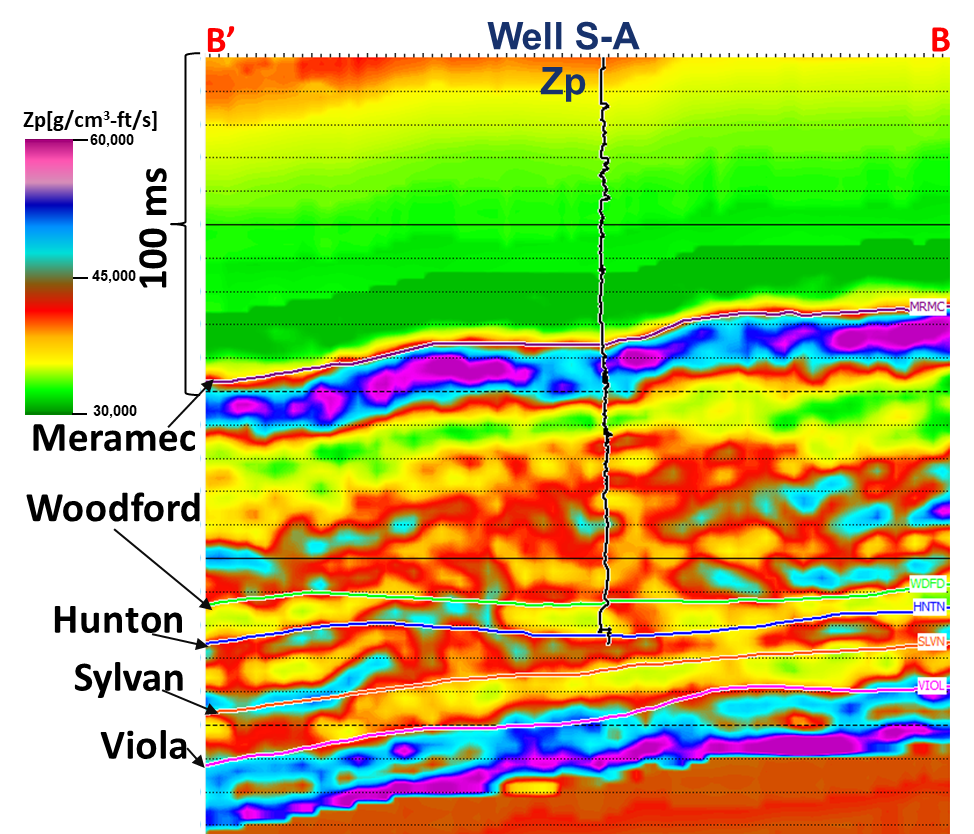 B’
Well S-A
B
Zp
Zp[g/cm³-ft/s]
60,000
45,000
30,000
100 ms
MRMC
Meramec
Woodford
WDFD
HNTN
Hunton
SLVN
Sylvan
VIOL
Viola